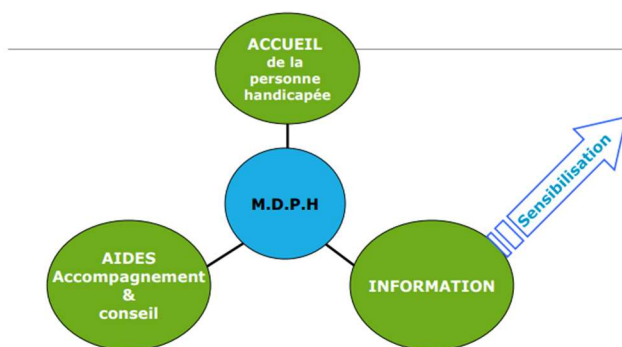 ACCUEIL
de la
personne
handicapée
M.D.P.H
Sensibilisation
AIDES
Accompagnement
&
conseil
INFORMATION